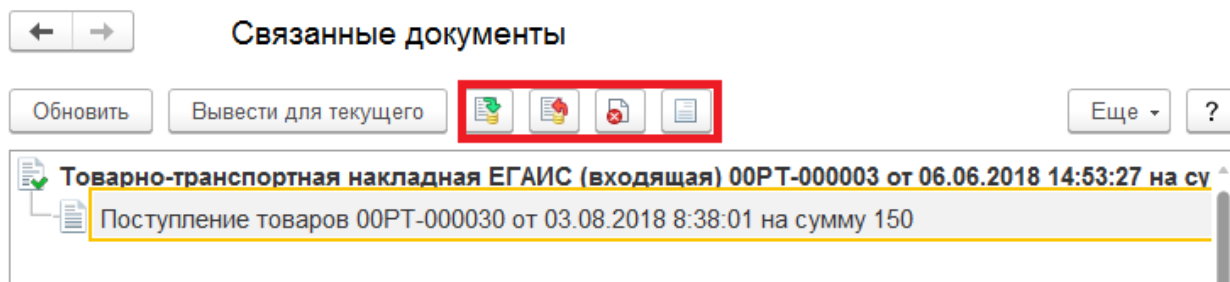 Связанные документы
Обновить Вывести для текущего Еще ?
Товарно-транспортная накладная ЕГАИС (входящая) 00РТ-000003 от 06.06.2018 14:53:27 на су
Поступление товаров 00РТ-000030 от 03.08.2018 8:38:01 на сумму 150